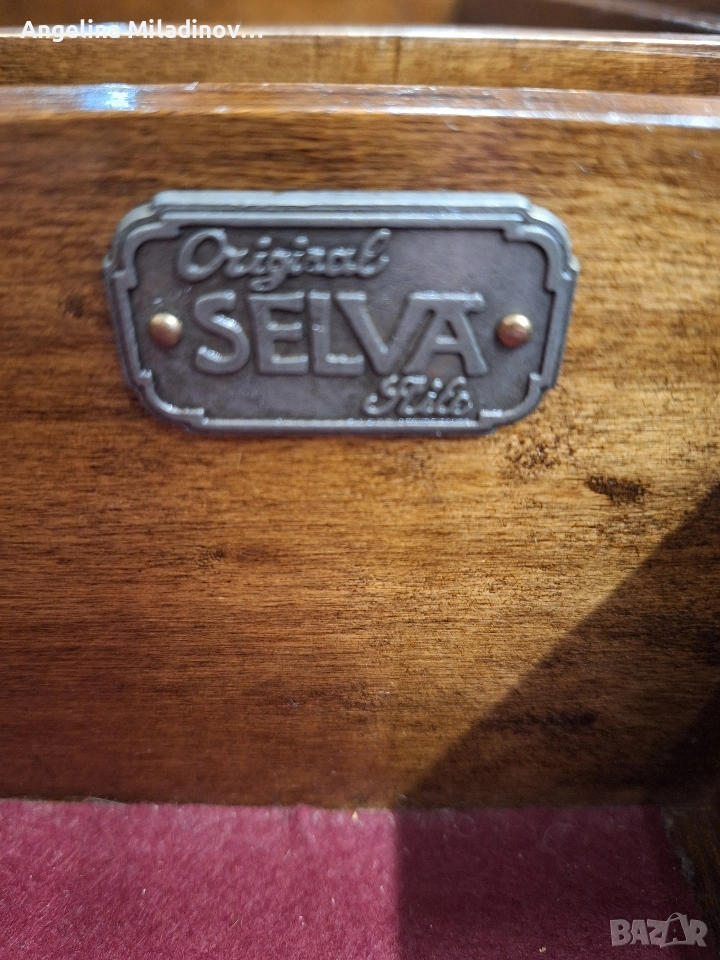 Angelina Miladinov...
Original
SELVA
Stilo
BAZAR